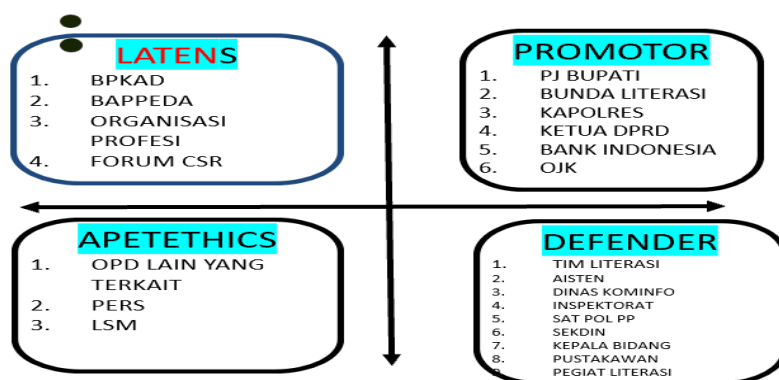 LATENS
1. BPKAD
2. BAPPEDA
3. ORGANISASI
PROFESI
4. FORUM CSR
PROMOTOR
1. PJ BUPATI
2. BUNDA LITERASI
3. KAPOLRES
4. KETUA DPRD
5. BANK INDONESIA
6. OJK
APETETHICS
1. OPD LAIN YANG
TERKAIT
2. PERS
3. LSM
DEFENDER
1. TIM LITERASI
2. AISTEN
3. DINAS KOMINFO
4. INSPEKTORAT
5. SAT POL PP
6. SEKDIN
7. KEPALA BIDANG
8. PUSTAKAWAN
9. PEGIAT LITERASI